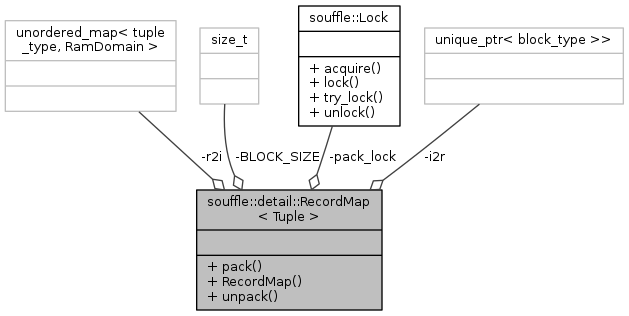 unordered_map< tuple
_type, RamDomain >
size_t
souffle::Lock
+ acquire()
+ lock()
+ try_lock()
+ unlock()
unique_ptr< block_type >>
-r2i
-BLOCK_SIZE
-pack_lock
-i2r
souffle::detail::RecordMap
< Tuple >
+ pack()
+ RecordMap()
+ unpack()